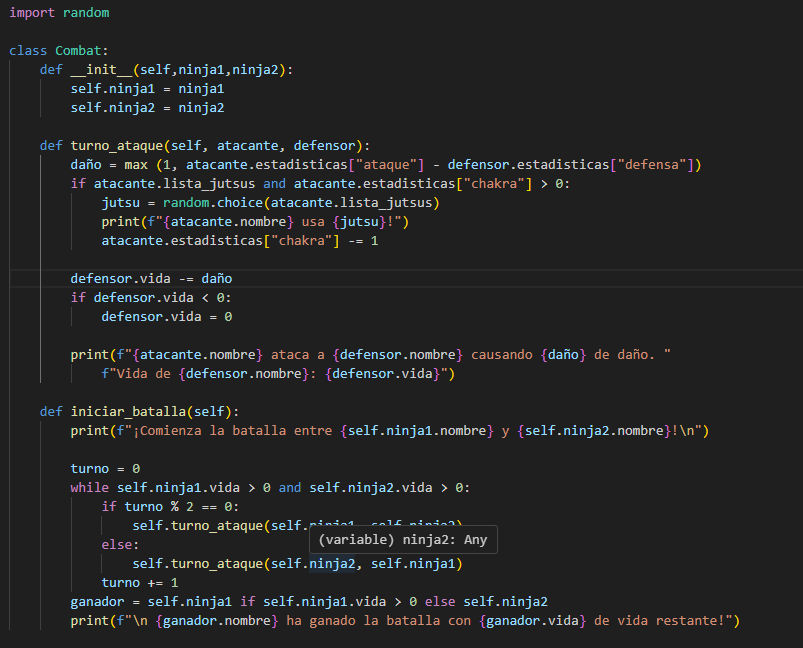 import random
class Combat:
def __init__(self,ninja1,ninja2):
self.ninja1 = ninja1
self.ninja2 = ninja2
def turno_ataque(self, atacante, defensor):
daño = max (1, atacante.estadisticas["ataque"] - defensor.estadisticas["defensa"])
if atacante.lista_jutsus and atacante.estadisticas["chakra"] > 0:
jutsu = random.choice(atacante.lista_jutsus)
print(f"{atacante.nombre} usa {jutsu}!")
atacante.estadisticas["chakra"] -= 1
defensor.vida -= daño
if defensor.vida < 0:
defensor.vida = 0
print(f"{atacante.nombre} ataca a {defensor.nombre} causando {daño} de daño. "
f"Vida de {defensor.nombre}: {defensor.vida}")
def iniciar_batalla(self):
print(f"¡Comienza la batalla entre {self.ninja1.nombre} y {self.ninja2.nombre}!\n")
turno = 0
while self.ninja1.vida > 0 and self.ninja2.vida > 0:
if turno % 2 == 0:
self.turno_ataque(self.ninja1, self.ninja2)
(variable) ninja2: Any
else:
self.turno_ataque(self.ninja2, self.ninja1)
turno += 1
ganador = self.ninja1 if self.ninja1.vida > 0 else self.ninja2
print(f"\n {ganador.nombre} ha ganado la batalla con {ganador.vida} de vida restante!")